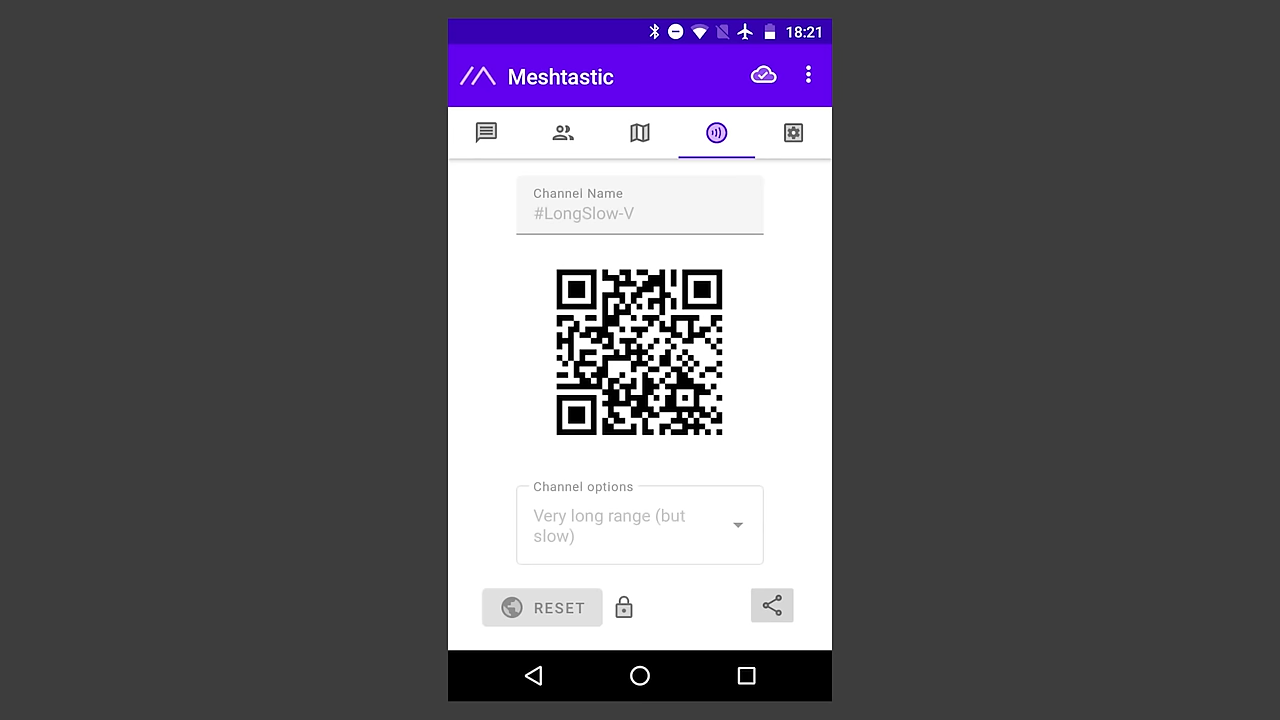 18:21
Meshtastic
Channel Name
#LongSlow-V
Channel options
Very long range (but
slow)
RESET